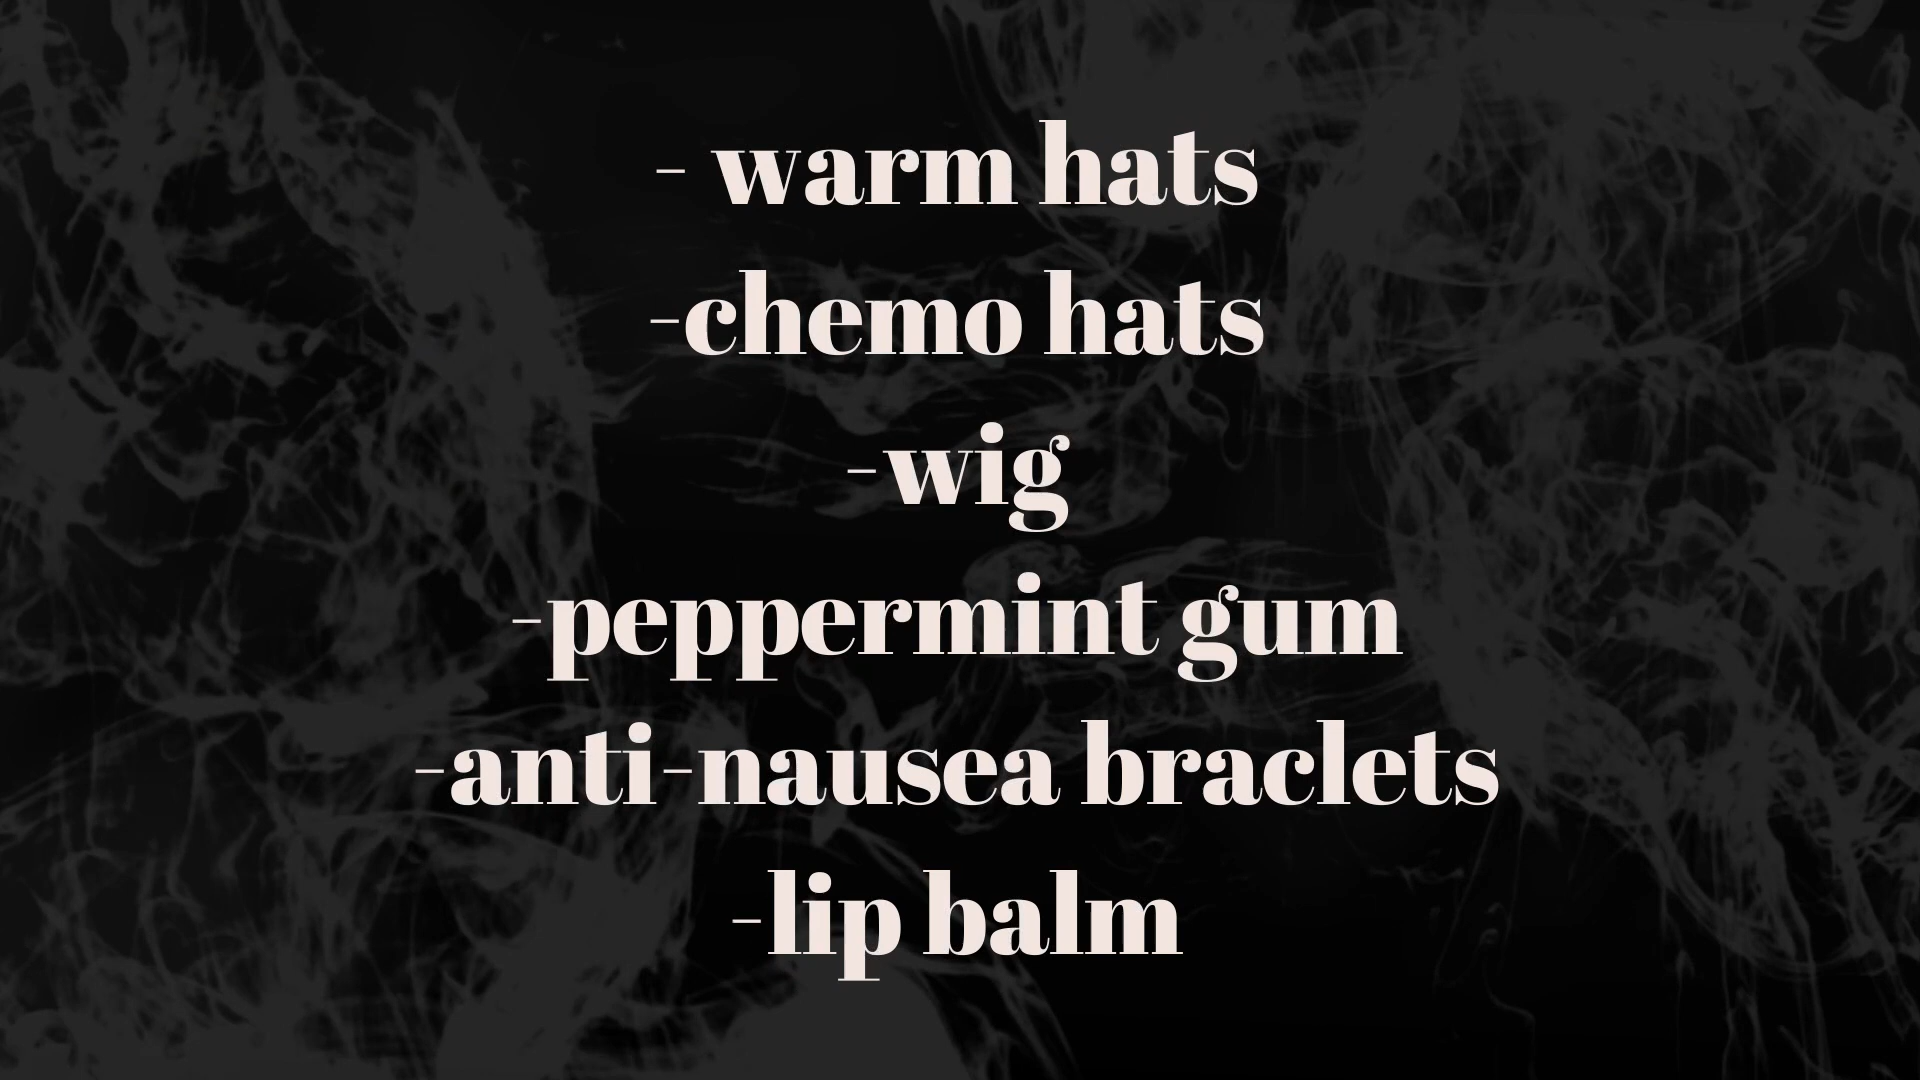 - warm hats
-chemo hats
-wig
-peppermint gum
-anti-nausea braclets
-lip balm